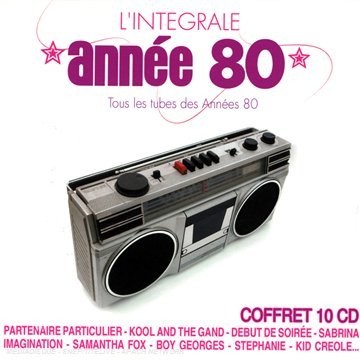 L'INTEGRALE
année 80
Tous les tubes des Années 80
COFFRET 10 CD
PARTENAIRE PARTICULIER - KOOL AND THE GAND - DEBUT DE SOIRÉE - SABRINA
IMAGINATION - SAMANTHA FOX - BOY GEORGES - STEPHANIE - KID CREOLE...